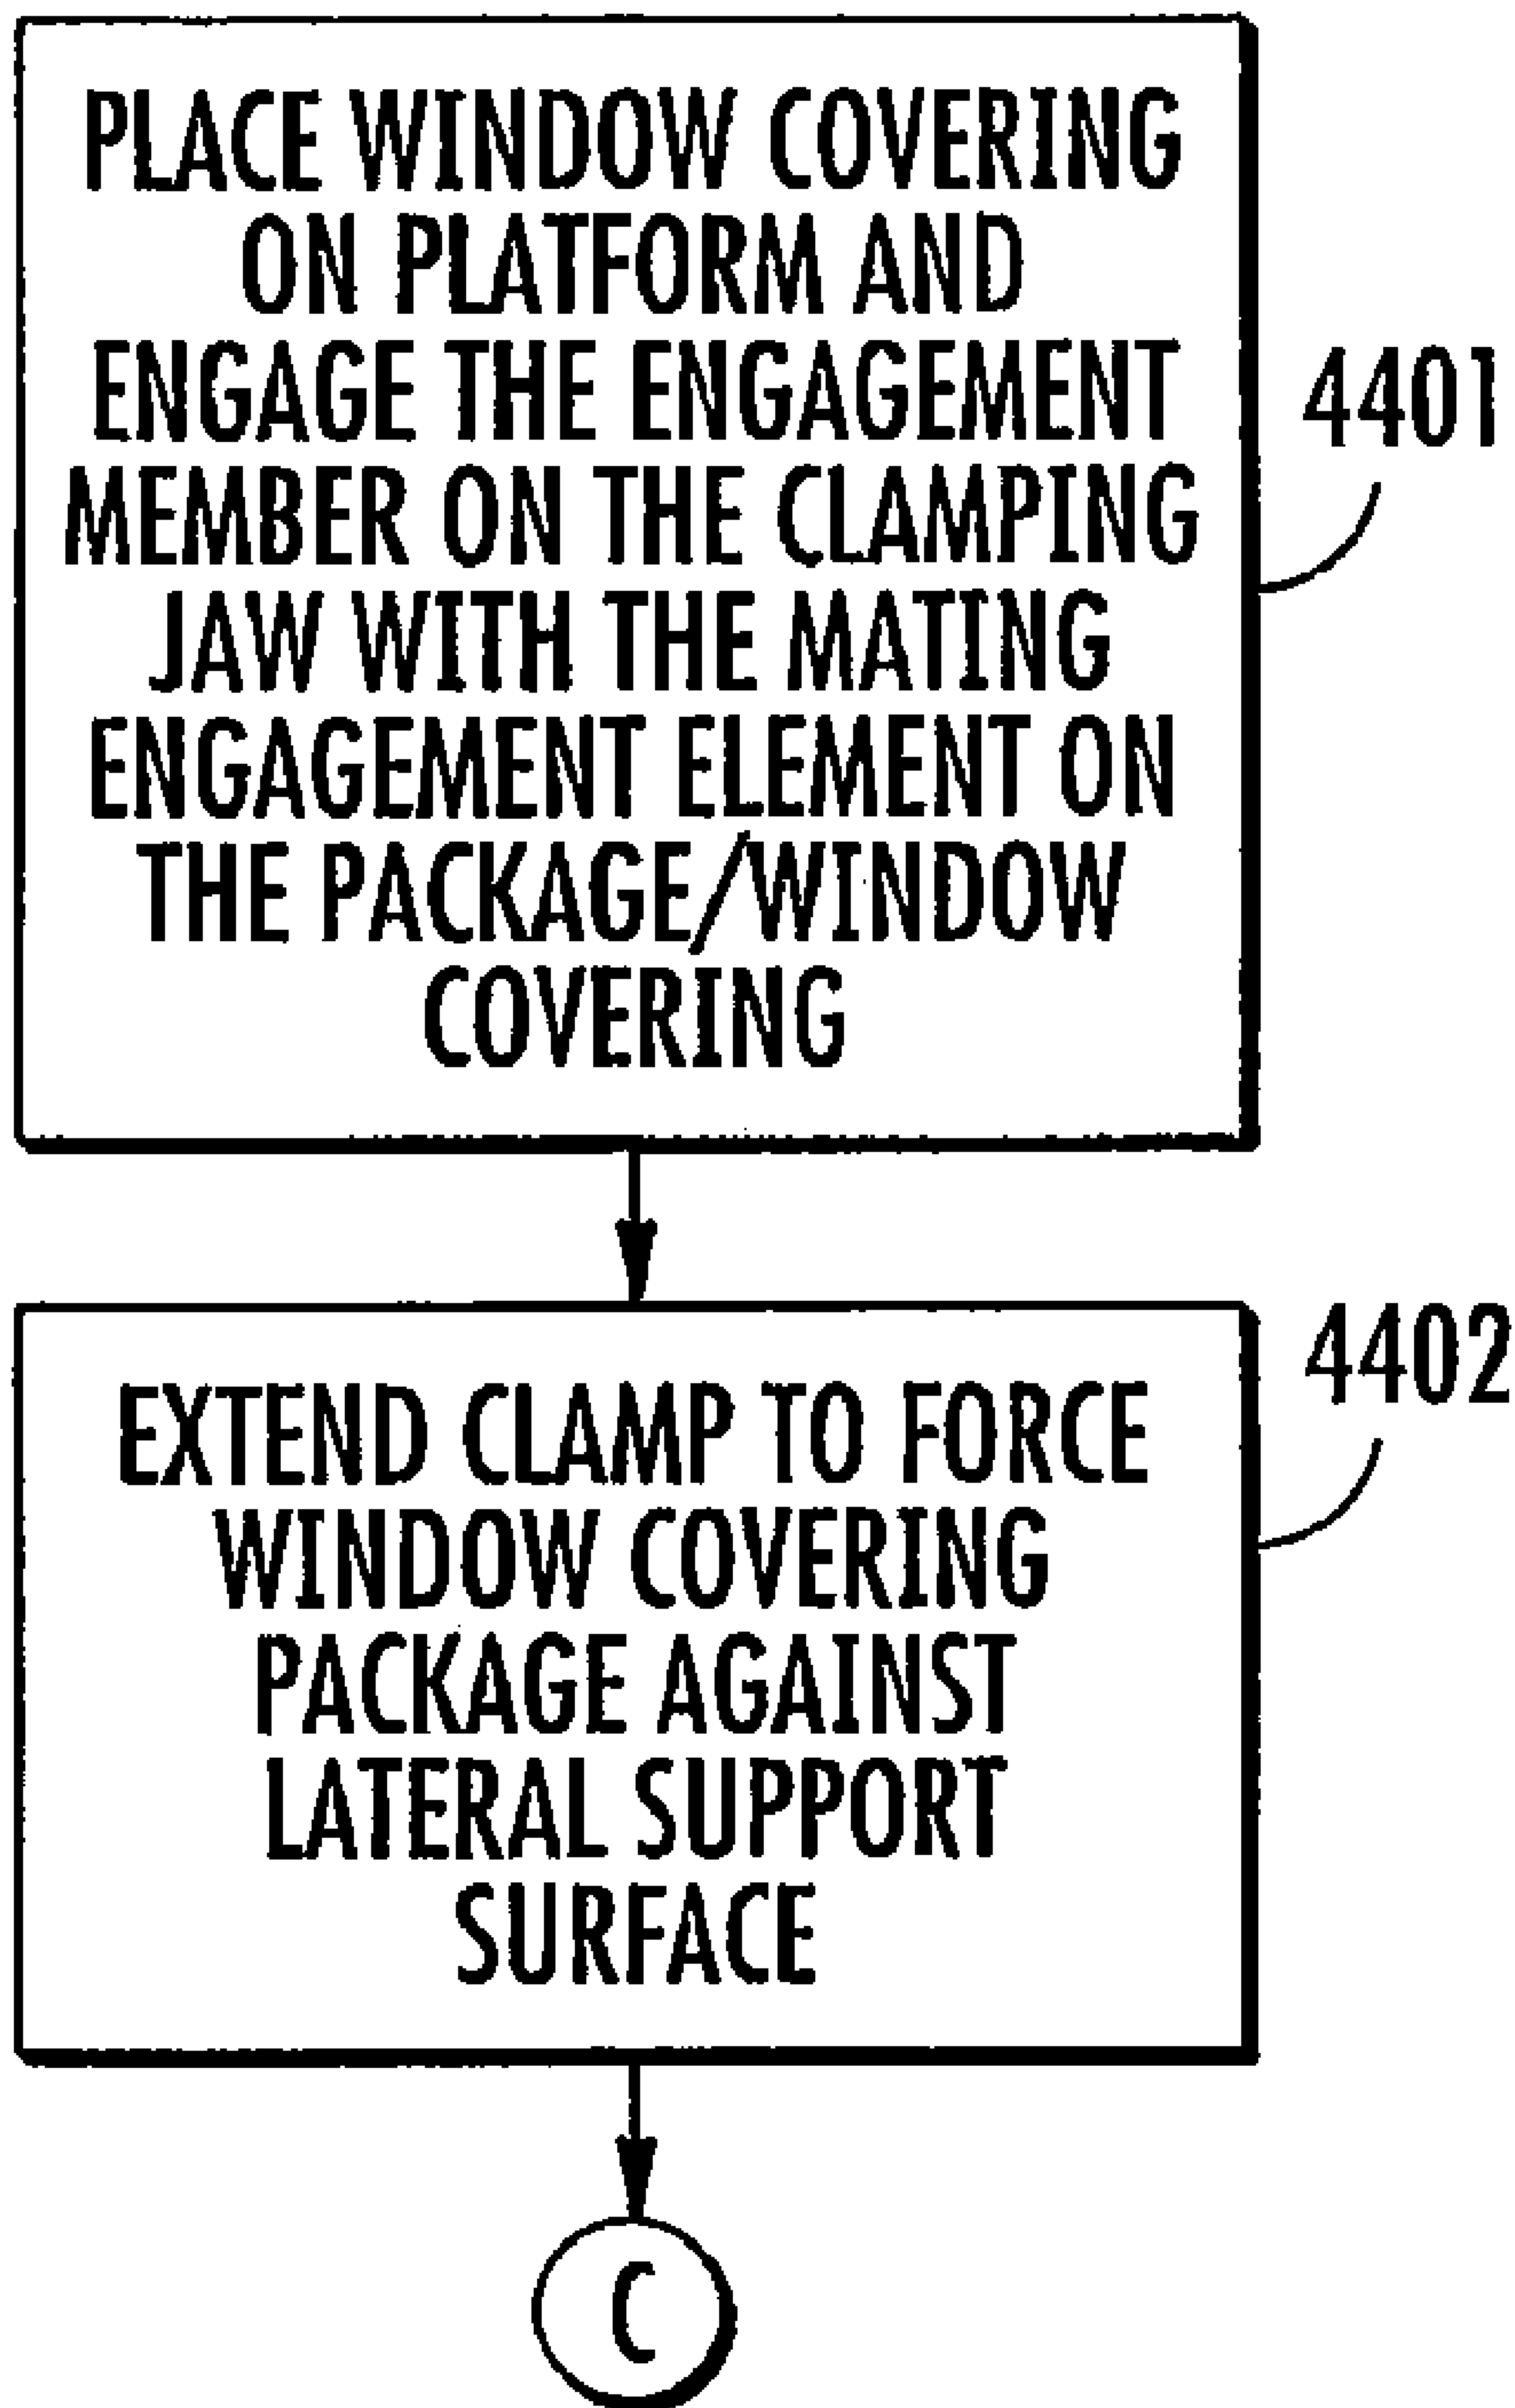 PLACE WINDOW COVERING
ON PLATFORM AND
ENGAGE THE ENGAGEMENT
MEMBER ON THE CLAMPING
JAW WITH THE MATING
ENGAGEMENT ELEMENT ON
THE PACKAGE/WINDOW
COVERING
4401
EXTEND CLAMP TO FORCE
WINDOW COVERING
PACKAGE AGAINST
LATERAL SUPPORT
SURFACE
4402
C